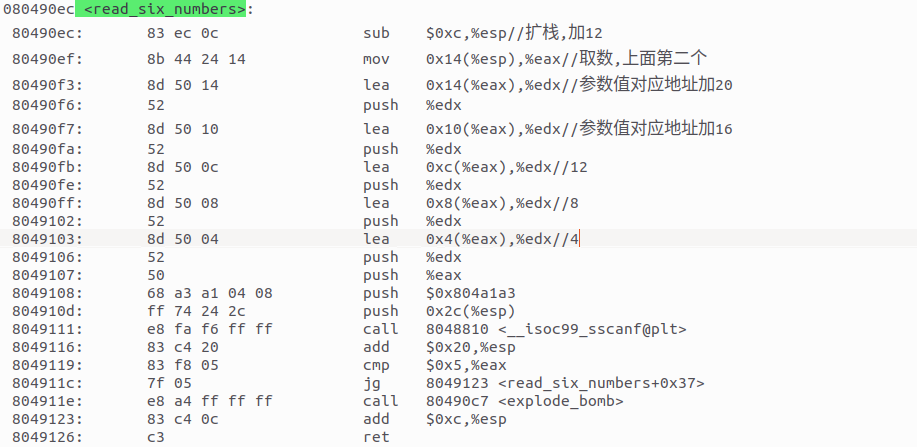 080490ec <read_six_numbers>:
80490ec: 83 ec 0c sub $0xc,%esp//扩栈,加12
80490ef: 8b 44 24 14 mov 0x14(%esp),%eax//取数,上面第二个
80490f3: 8d 50 14 lea 0x14(%eax),%edx//参数值对应地址加20
80490f6: 52 push %edx
80490f7: 8d 50 10 lea 0x10(%eax),%edx//参数值对应地址加16
80490fa: 52 push %edx
80490fb: 8d 50 0c lea 0xc(%eax),%edx//12
80490fe: 52 push %edx
80490ff: 8d 50 08 lea 0x8(%eax),%edx//8
8049102: 52 push %edx
8049103: 8d 50 04 lea 0x4(%eax),%edx//4
8049106: 52 push %edx
8049107: 50 push %eax
8049108: 68 a3 a1 04 08 push $0x804a1a3
804910d: ff 74 24 2c push 0x2c(%esp)
8049111: e8 fa f6 ff ff call 8048810 <__isoc99_sscanf@plt>
8049116: 83 c4 20 add $0x20,%esp
8049119: 83 f8 05 cmp $0x5,%eax
804911c: 7f 05 jg 8049123 <read_six_numbers+0x37>
804911e: e8 a4 ff ff ff call 80490c7 <explode_bomb>
8049123: 83 c4 0c add $0xc,%esp
8049126: c3 ret